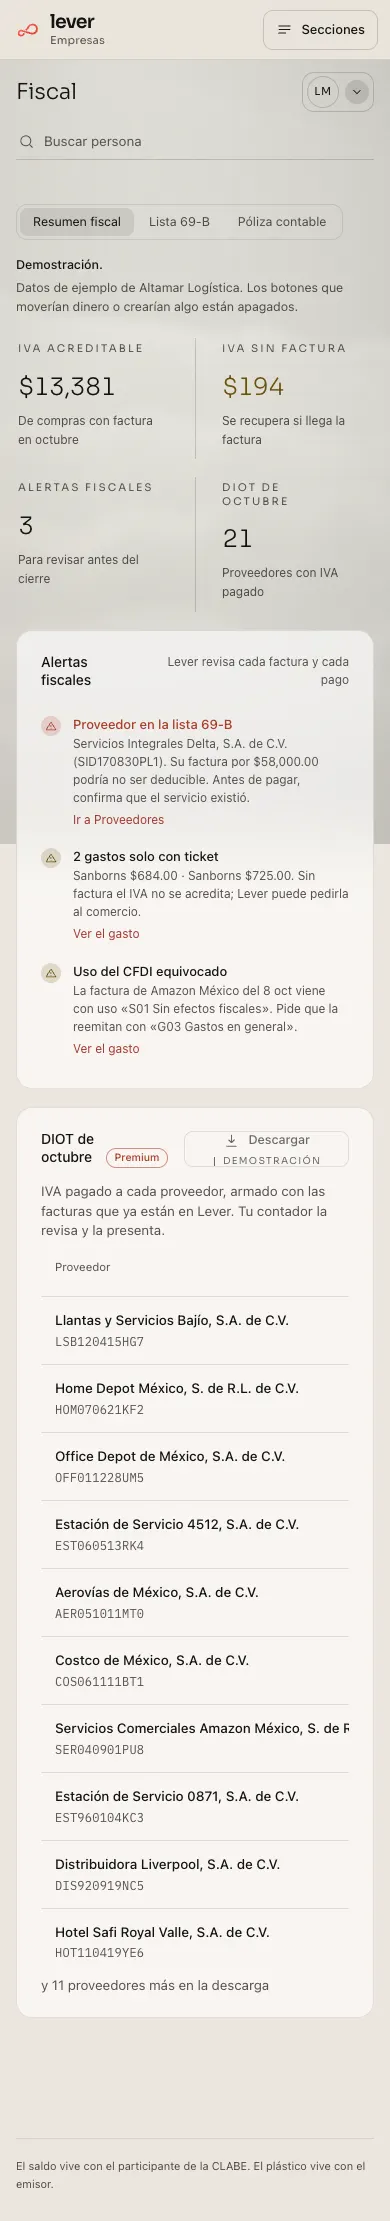 lever
Empresas
Secciones
Fiscal
LM
Buscar persona
Resumen fiscal
Lista 69-B
Póliza contable
Demostración.
Datos de ejemplo de Altamar Logística. Los botones que
moverían dinero o crearían algo están apagados.
IVA ACREDITABLE
$13,381
De compras con factura
en octubre
IVA SIN FACTURA
$194
Se recupera si llega la
factura
ALERTAS FISCALES
3
Para revisar antes del
cierre
DIOT DE
OCTUBRE
21
Proveedores con IVA
pagado
Alertas
fiscales
Lever revisa cada factura y cada
pago
Proveedor en la lista 69-B
Servicios Integrales Delta, S.A. de C.V.
(SID170830PL1). Su factura por $58,000.00
podría no ser deducible. Antes de pagar,
confirma que el servicio existió.
Ir a Proveedores
2 gastos solo con ticket
Sanborns $684.00 · Sanborns $725.00. Sin
factura el IVA no se acredita; Lever puede pedirla
al comercio.
Ver el gasto
Uso del CFDI equivocado
La factura de Amazon México del 8 oct viene
con uso «S01 Sin efectos fiscales». Pide que la
reemitan con «G03 Gastos en general».
Ver el gasto
DIOT de
octubre
Premium
Descargar
| DEMOSTRACIÓN
IVA pagado a cada proveedor, armado con las
facturas que ya están en Lever. Tu contador la
revisa y la presenta.
Proveedor
Llantas y Servicios Bajío, S.A. de C.V.
LSB120415HG7
Home Depot México, S. de R.L. de C.V.
HOM070621KF2
Office Depot de México, S.A. de C.V.
OFF011228UM5
Estación de Servicio 4512, S.A. de C.V.
EST060513RK4
Aerovías de México, S.A. de C.V.
AER051011MT0
Costco de México, S.A. de C.V.
COS061111BT1
Servicios Comerciales Amazon México, S. de R
SER040901PU8
Estación de Servicio 0871, S.A. de C.V.
EST960104KC3
Distribuidora Liverpool, S.A. de C.V.
DIS920919NC5
Hotel Safi Royal Valle, S.A. de C.V.
HOT110419YE6
y 11 proveedores más en la descarga
El saldo vive con el participante de la CLABE. El plástico vive con el
emisor.